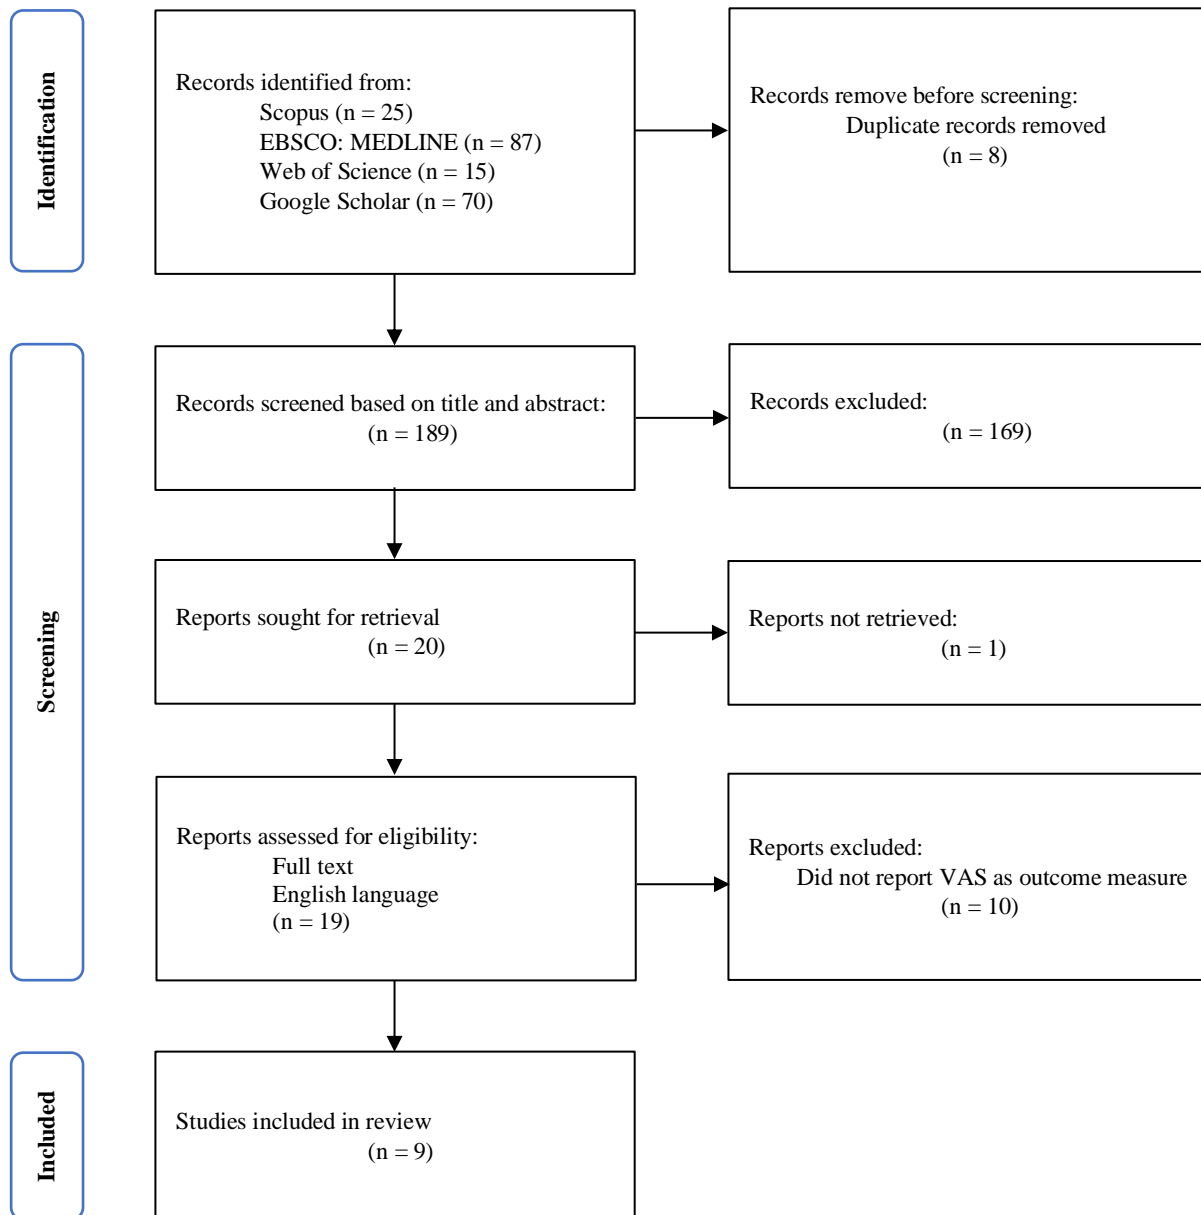 Identification
Records identified from:
Scopus (n = 25)
EBSCO: MEDLINE (n = 87)
Web of Science (n = 15)
Google Scholar (n = 70)
Records remove before screening:
Duplicate records removed
(n = 8)
Screening
Records screened based on title and abstract:
(n = 189)
Records excluded:
(n = 169)
Reports sought for retrieval
(n = 20)
Reports not retrieved:
(n = 1)
Reports assessed for eligibility:
Full text
English language
(n = 19)
Reports excluded:
Did not report VAS as outcome measure
(n = 10)
Included
Studies included in review
(n = 9)